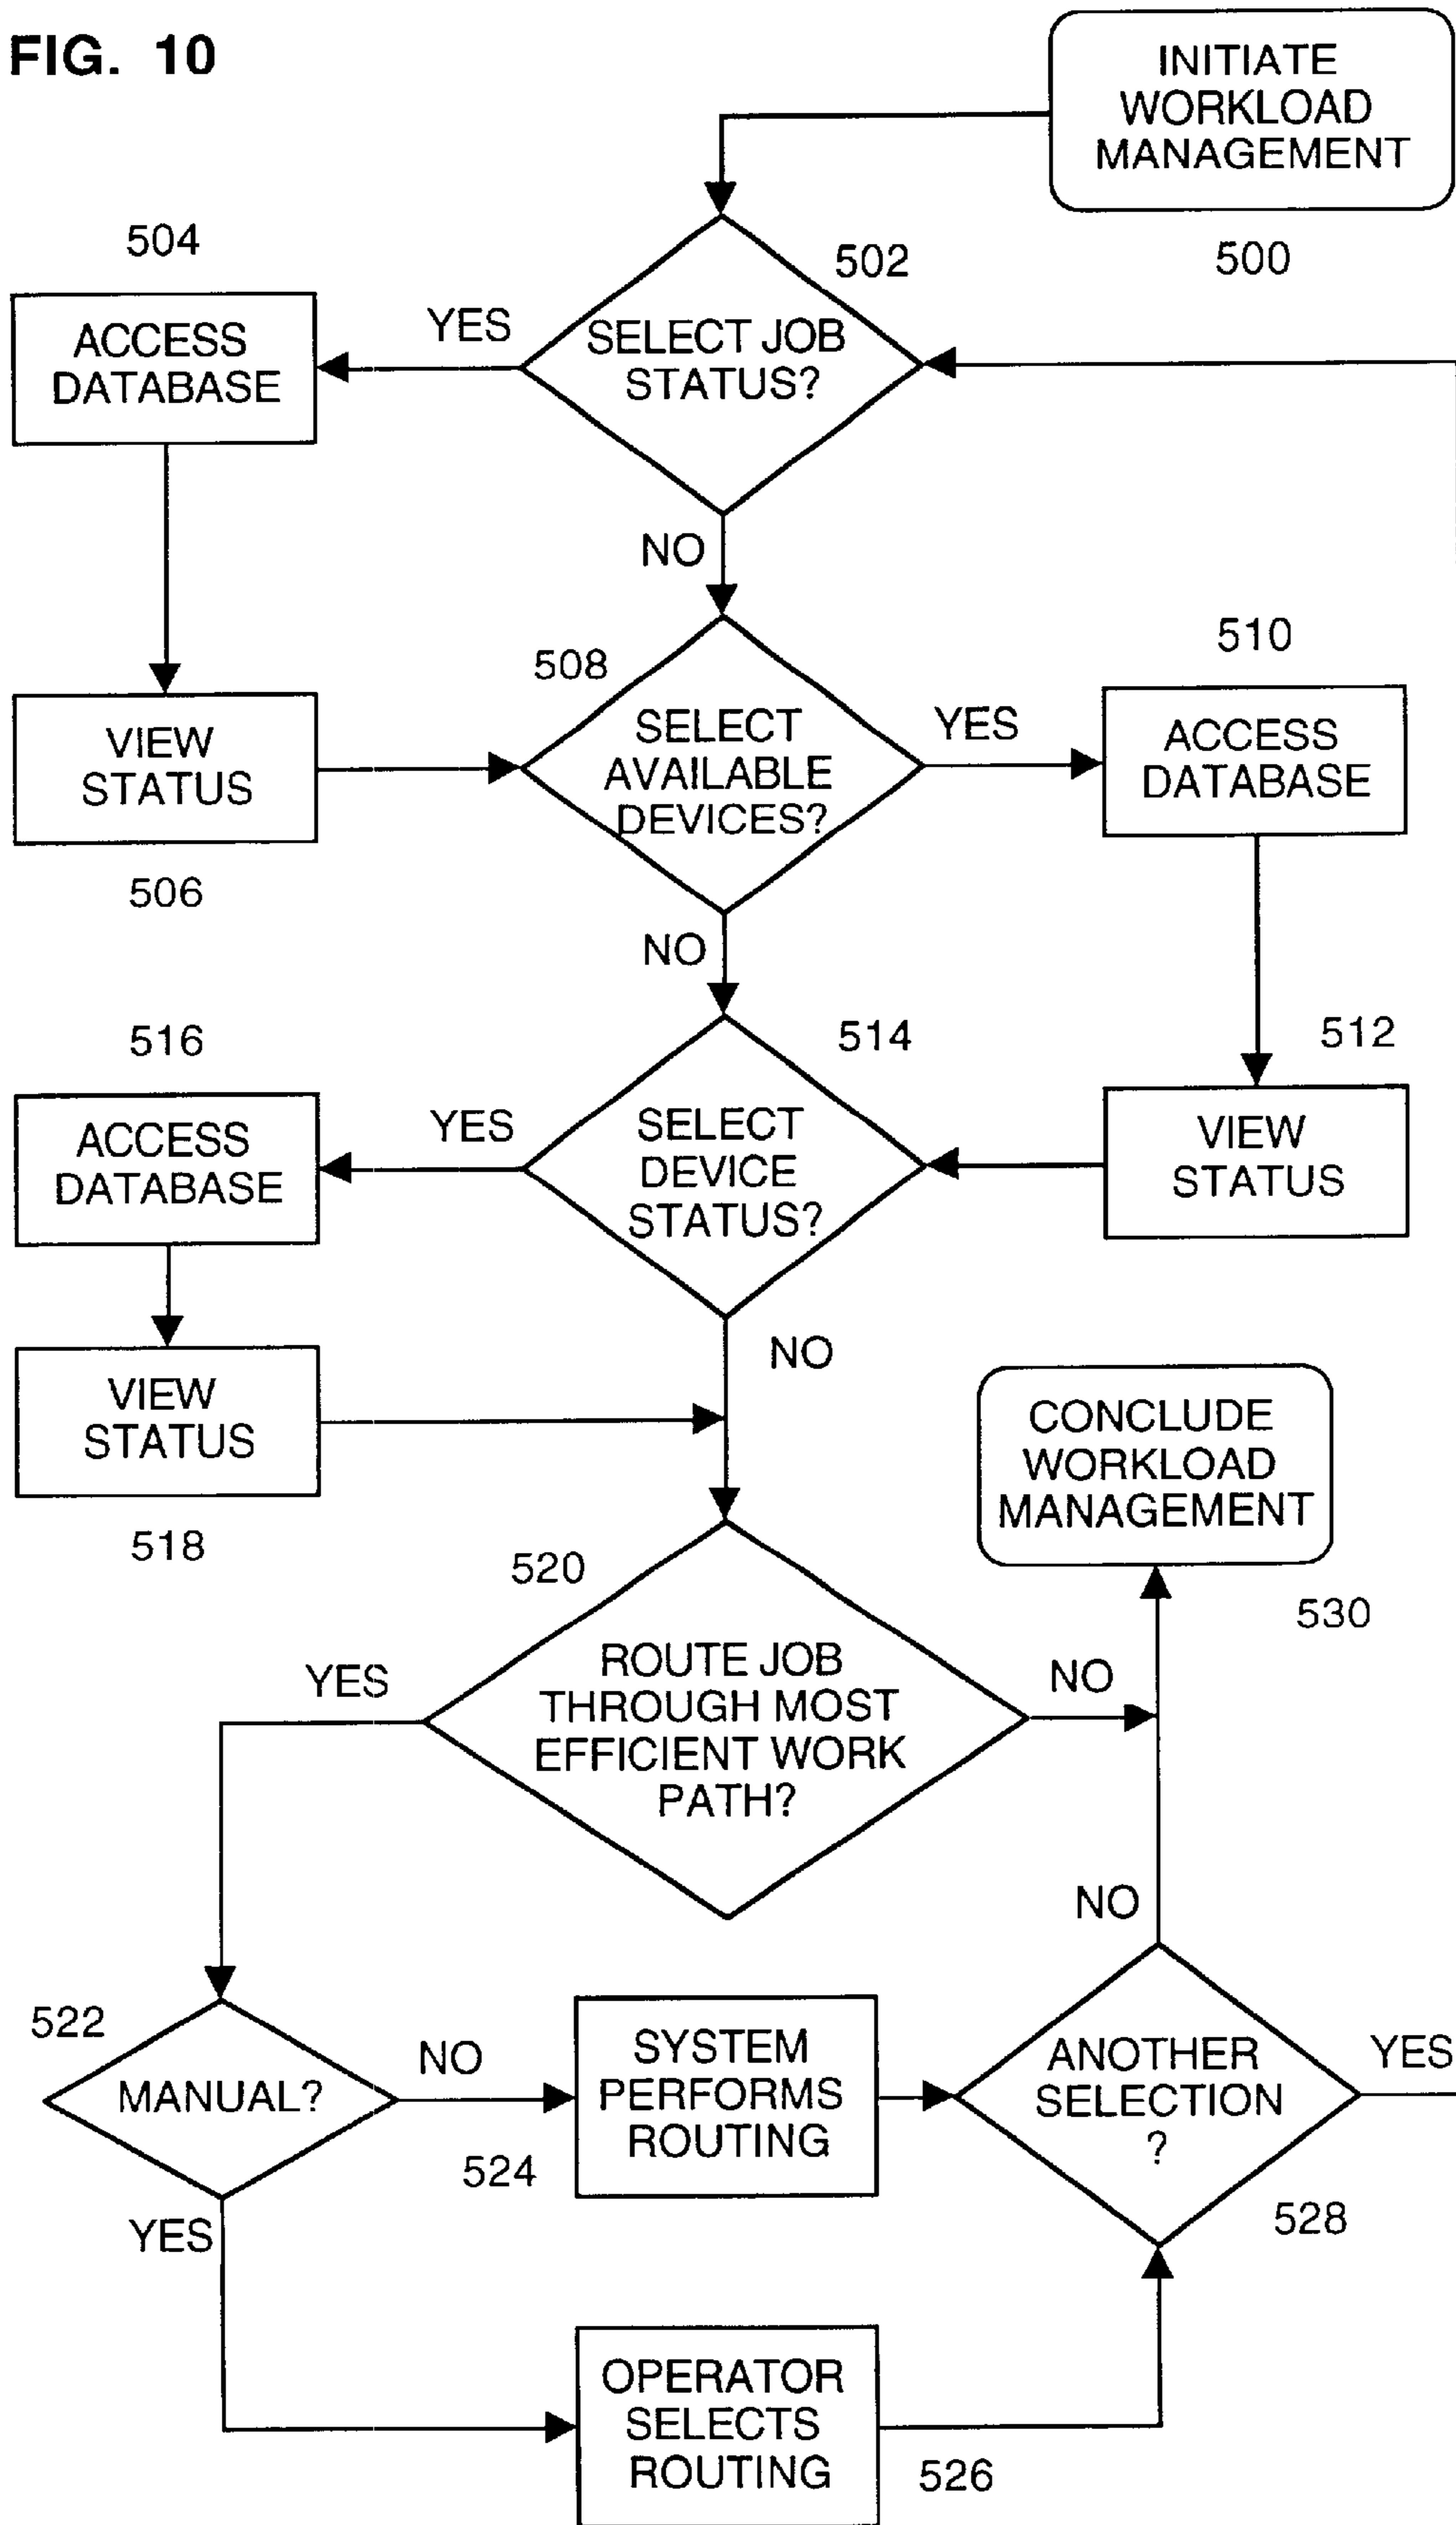 FIG. 10
INITIATE
WORKLOAD
MANAGEMENT
500
502
SELECT JOB
STATUS?
YES
504
ACCESS
DATABASE
NO
VIEW
STATUS
506
508
SELECT
AVAILABLE
DEVICES?
YES
510
ACCESS
DATABASE
NO
512
VIEW
STATUS
514
SELECT
DEVICE
STATUS?
YES
516
ACCESS
DATABASE
NO
VIEW
STATUS
518
520
ROUTE JOB
THROUGH MOST
EFFICIENT WORK
PATH?
YES
NO
CONCLUDE
WORKLOAD
MANAGEMENT
530
522
MANUAL?
NO
SYSTEM
PERFORMS
ROUTING
524
YES
OPERATOR
SELECTS
ROUTING
526
NO
ANOTHER
SELECTION
?
YES
528